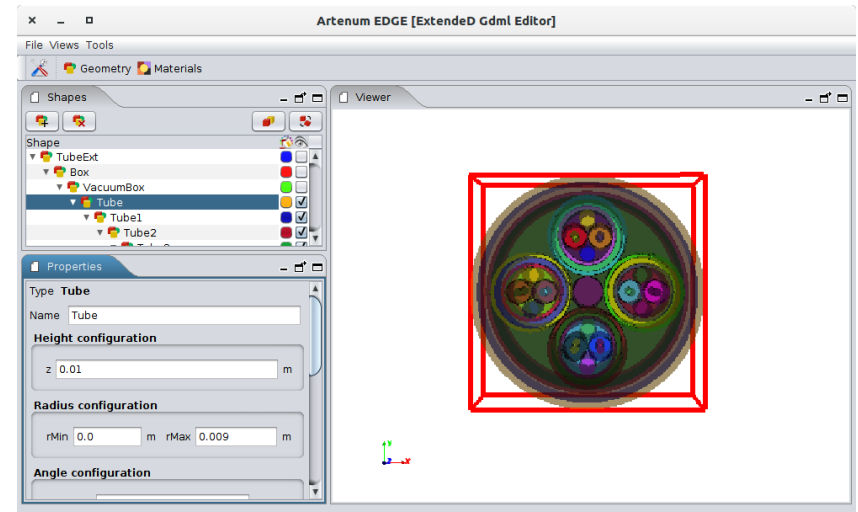 Artenum EDGE [ExtendeD Gdml Editor]
File Views Tools
Geometry Materials
Shapes
Viewer
Shape
TubeExt
Box
VacuumBox
Tube
Tube1
Tube2
Properties
Type Tube
Name Tube
Height configuration
z 0.01 m
Radius configuration
rMin 0.0 m rMax 0.009 m
Angle configuration
Y
X